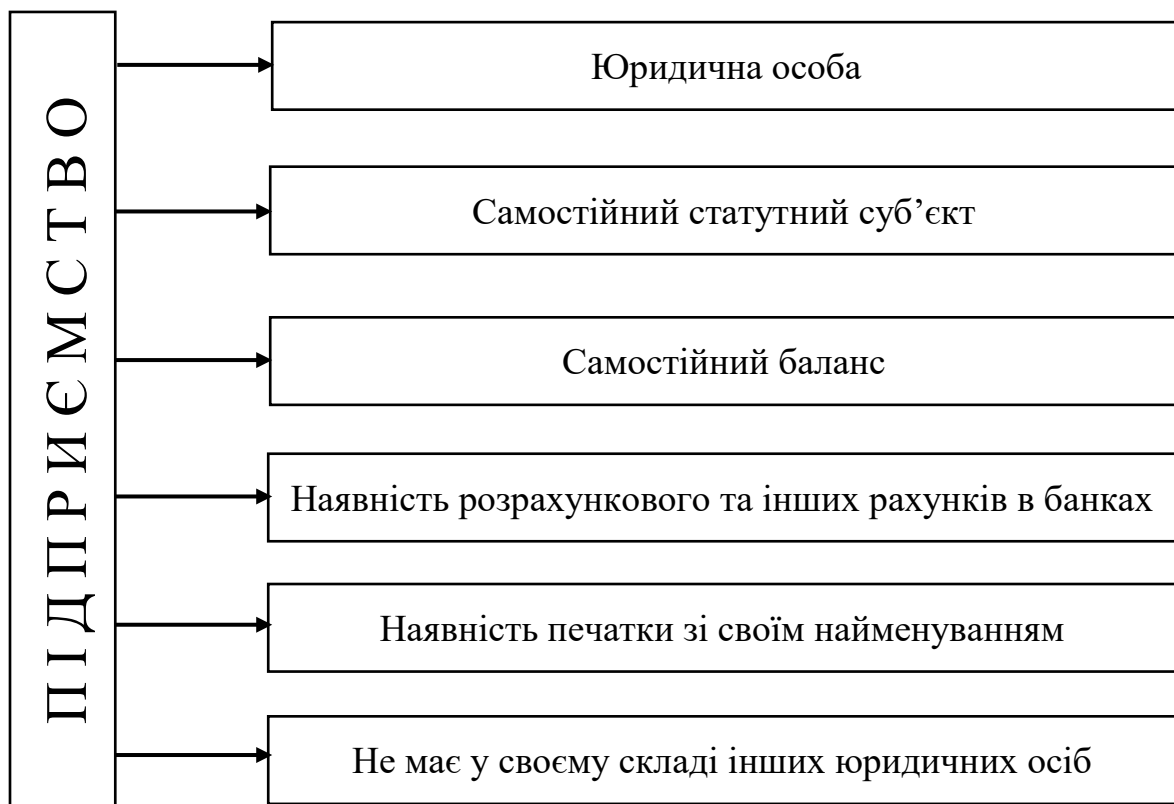 ПІДПРИЄМСТВО
Юридична особа
Самостійний статутний суб’єкт
Самостійний баланс
Наявність розрахункового та інших рахунків в банках
Наявність печатки зі своїм найменуванням
Не має у своєму складі інших юридичних осіб